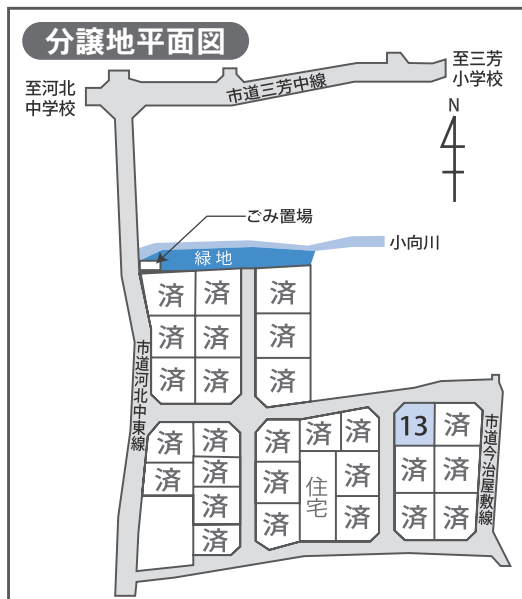 分譲地平面図
至河北
中学校
市道三芳中線
至三芳
小学校
N
ごみ置場
小向川
緑地
済 済 済
済 済 済
済 済 済
市道河北中東線
済 済 済 済 済 13 済
済 済 済 住宅 済 済 済
済 済 済 済 済
済
市道今治屋敷線